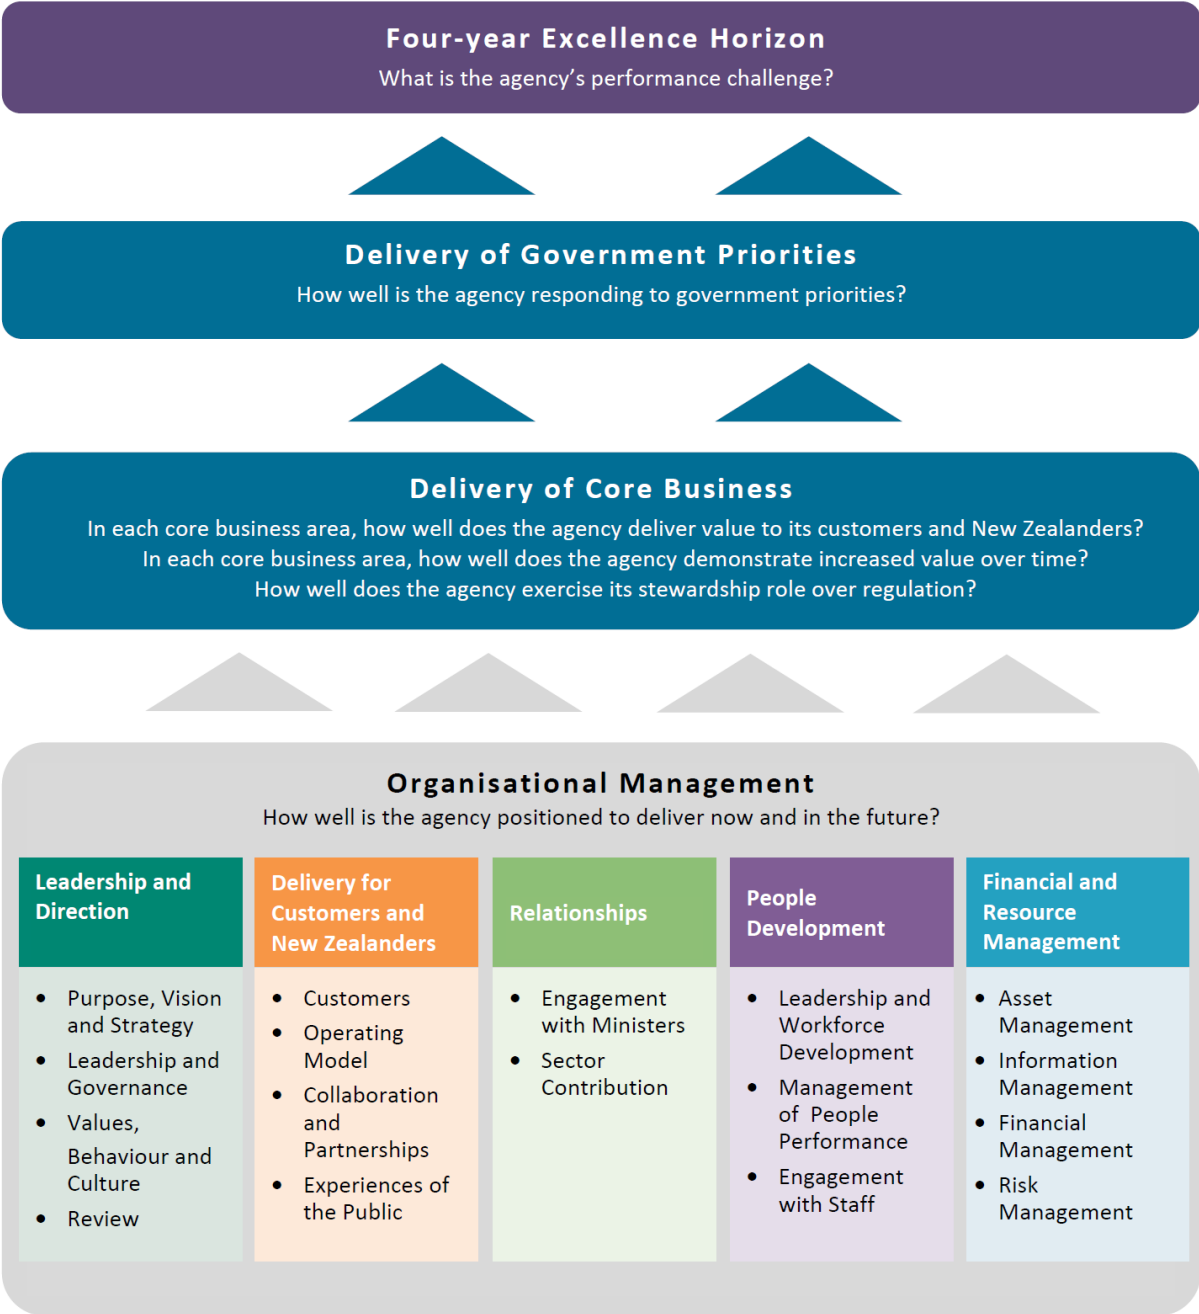 Four-year Excellence Horizon
What is the agency’s performance challenge?
Delivery of Government Priorities
How well is the agency responding to government priorities?
Delivery of Core Business
In each core business area, how well does the agency deliver value to its customers and New Zealanders?
In each core business area, how well does the agency demonstrate increased value over time?
How well does the agency exercise its stewardship role over regulation?
Organisational Management
How well is the agency positioned to deliver now and in the future?
Leadership and
Direction
• Purpose, Vision
and Strategy
• Leadership and
Governance
• Values,
Behaviour and
Culture
• Review
Delivery for
Customers and
New Zealanders
• Customers
• Operating
Model
• Collaboration
and
Partnerships
• Experiences of
the Public
Relationships
• Engagement
with Ministers
• Sector
Contribution
People
Development
• Leadership and
Workforce
Development
• Management
of People
Performance
• Engagement
with Staff
Financial and
Resource
Management
• Asset
Management
• Information
Management
• Financial
Management
• Risk
Management